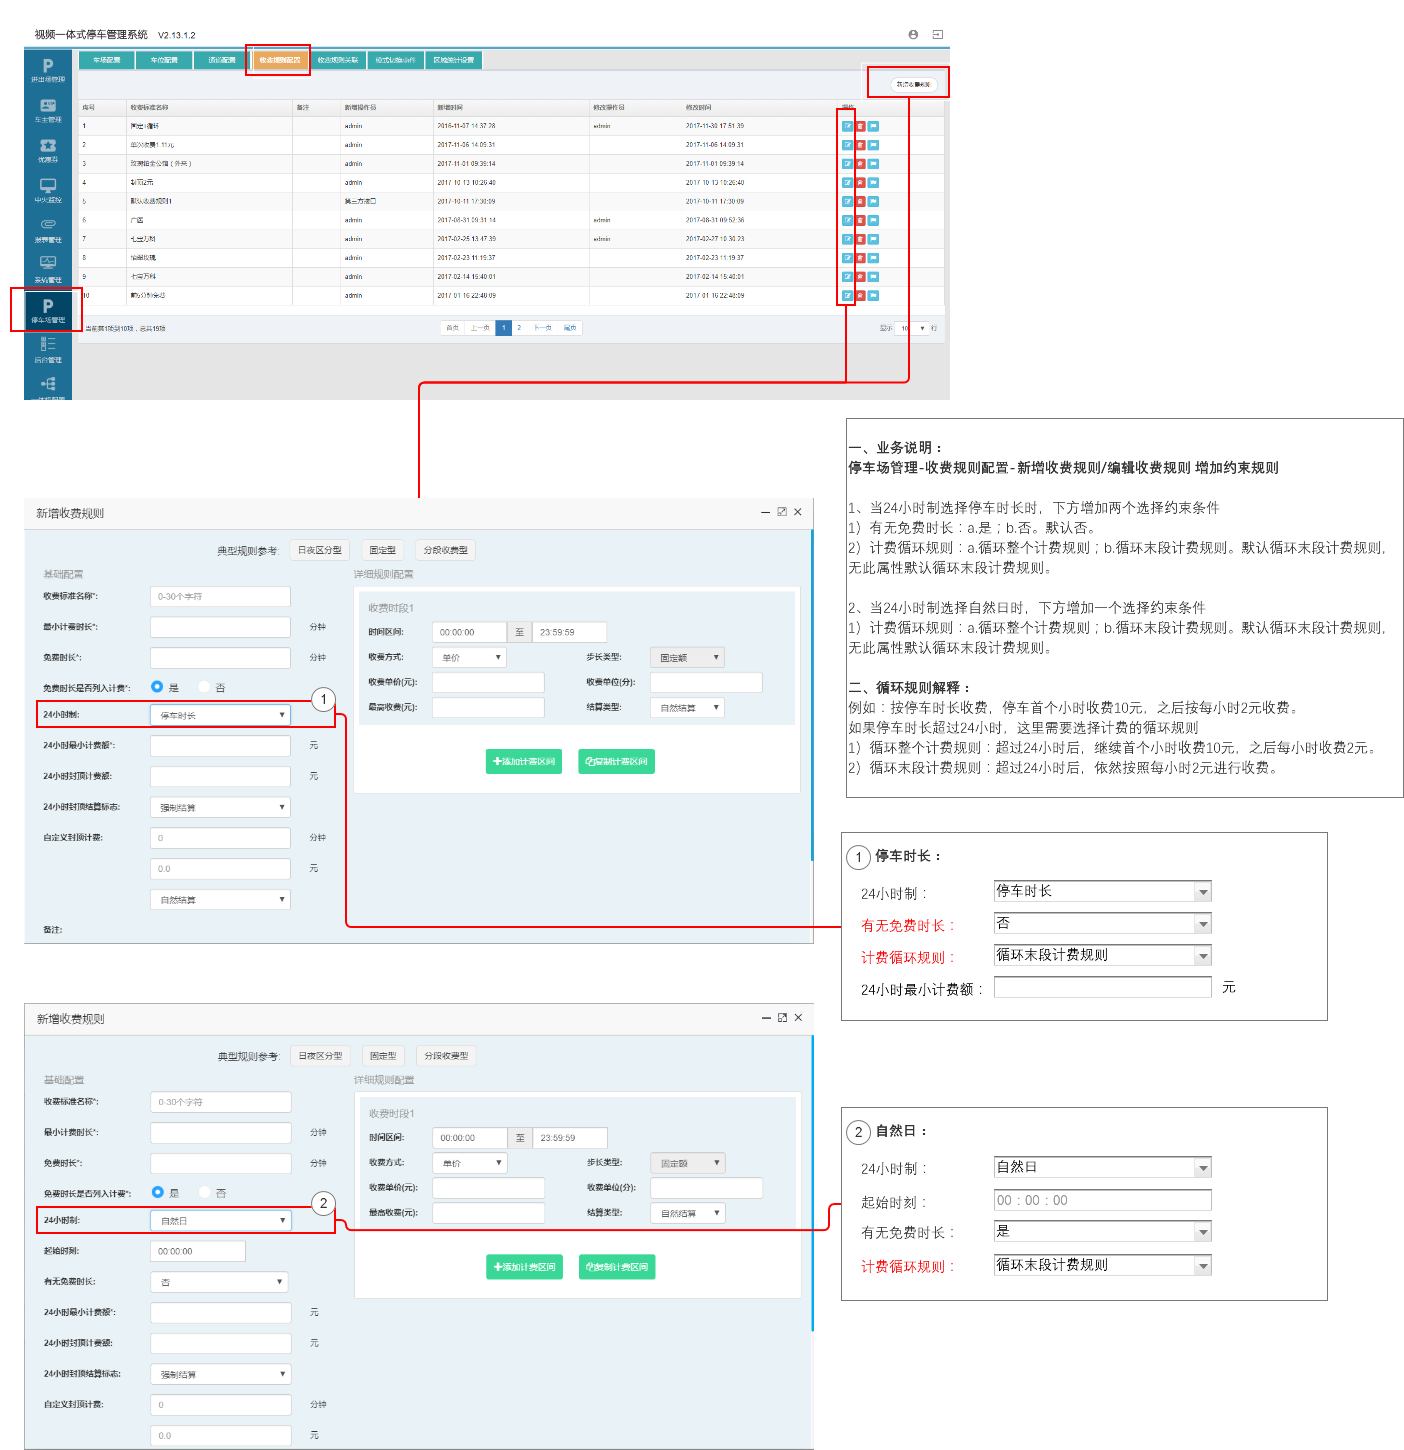 视频一体式停车管理系统 V2.13.1.2
进出场管理
车主管理
优惠券
中央监控
报表管理
系统管理
停车场管理
后台管理
车场配置 车位配置 通道配置 收费规则配置 收费规则关联 模式切换事件 区域统计设置
新增收费规则
序号 收费标准名称 备注 新增操作员 新增时间 修改操作员 修改时间 操作
1 admin 2016-11-07 14:37:28 admin 2017-11-30 17:51:39
2 单次收费1.11元 admin 2017-11-06 14:09:31 2017-11-06 14:09:31
3 玫瑰铂金公馆（外来） admin 2017-11-01 09:39:14 2017-11-01 09:39:14
4 封顶2元 admin 2017-10-13 10:26:40 2017-10-13 10:26:40
5 默认收费规则1 第三方接口 2017-10-11 17:30:09 2017-10-11 17:30:09
6 admin 2017-08-31 09:31:14 admin 2017-08-31 09:52:36
7 七宝万科 admin 2017-02-25 13:47:39 admin 2017-02-27 10:30:23
8 admin 2017-02-23 11:19:37 2017-02-23 11:19:37
9 七宝万科 admin 2017-02-14 15:40:01 2017-02-14 15:40:01
10 admin 2017-01-16 22:48:09 2017-01-16 22:48:09
当前第1项到10项，总共19项 首页 上一页 1 2 下一页 尾页 显示 10 行
一、业务说明：
停车场管理-收费规则配置-新增收费规则/编辑收费规则 增加约束规则
1、当24小时制选择停车时长时，下方增加两个选择约束条件
1）有无免费时长：a.是；b.否。默认否。
2）计费循环规则：a.循环整个计费规则；b.循环末段计费规则。默认循环末段计费规则，
无此属性默认循环末段计费规则。
2、当24小时制选择自然日时，下方增加一个选择约束条件
1）计费循环规则：a.循环整个计费规则；b.循环末段计费规则。默认循环末段计费规则，
无此属性默认循环末段计费规则。
二、循环规则解释：
例如：按停车时长收费，停车首个小时收费10元，之后按每小时2元收费。
如果停车时长超过24小时，这里需要选择计费的循环规则
1）循环整个计费规则：超过24小时后，继续首个小时收费10元，之后每小时收费2元。
2）循环末段计费规则：超过24小时后，依然按照每小时2元进行收费。
新增收费规则
典型规则参考: 日夜区分型 固定型 分段收费型
基础配置
收费标准名称*: 0-30个字符
最小计费时长*: 分钟
免费时长*: 分钟
免费时长是否列入计费*: 是 否
24小时制: 停车时长
1
24小时最小计费额*: 元
24小时封顶计费额: 元
24小时封顶结算标志: 强制结算
自定义封顶计费: 0 分钟
0.0 元
自然结算
备注:
详细规则配置
收费时段1
时间区间: 00:00:00 至 23:59:59
收费方式: 单价 步长类型: 固定额
收费单价(元): 收费单位(分):
最高收费(元): 结算类型: 自然结算
添加计费区间 复制计费区间
1 停车时长：
24小时制： 停车时长
有无免费时长： 否
计费循环规则： 循环末段计费规则
24小时最小计费额： 元
新增收费规则
典型规则参考: 日夜区分型 固定型 分段收费型
基础配置
收费标准名称*: 0-30个字符
最小计费时长*: 分钟
免费时长*: 分钟
免费时长是否列入计费*: 是 否
24小时制: 自然日
2
起始时刻: 00:00:00
有无免费时长: 否
24小时最小计费额*: 元
24小时封顶计费额: 元
24小时封顶结算标志: 强制结算
自定义封顶计费: 0 分钟
0.0 元
详细规则配置
收费时段1
时间区间: 00:00:00 至 23:59:59
收费方式: 单价 步长类型: 固定额
收费单价(元): 收费单位(分):
最高收费(元): 结算类型: 自然结算
添加计费区间 复制计费区间
2 自然日：
24小时制： 自然日
起始时刻： 00：00：00
有无免费时长： 是
计费循环规则： 循环末段计费规则